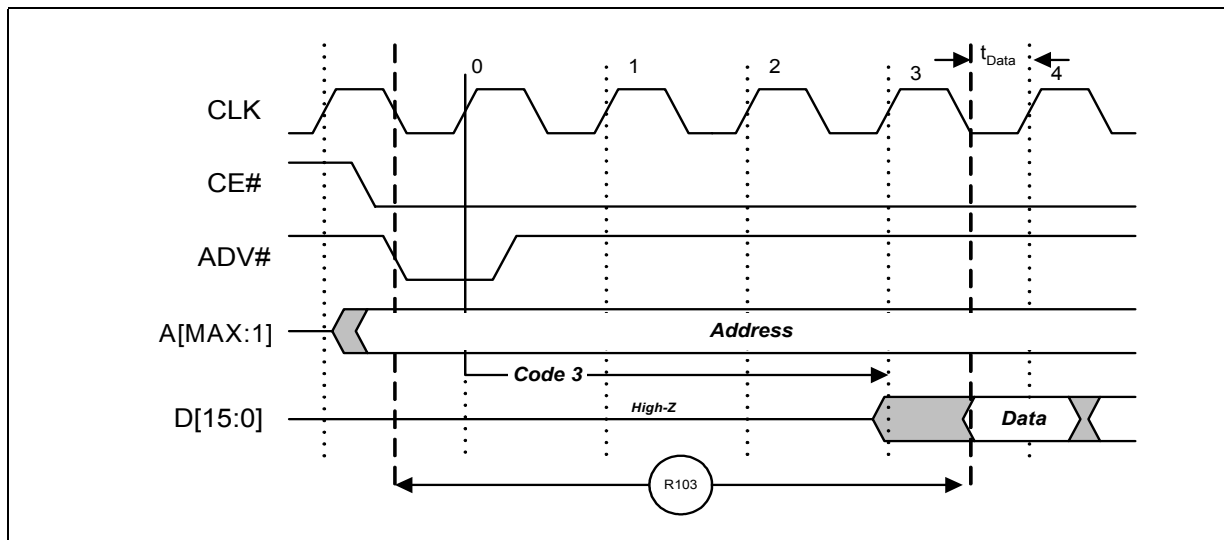 0
1
2
3
t_Data
4
CLK
CE#
ADV#
A[MAX:1]
Address
Code 3
High-Z
D[15:0]
Data
R103